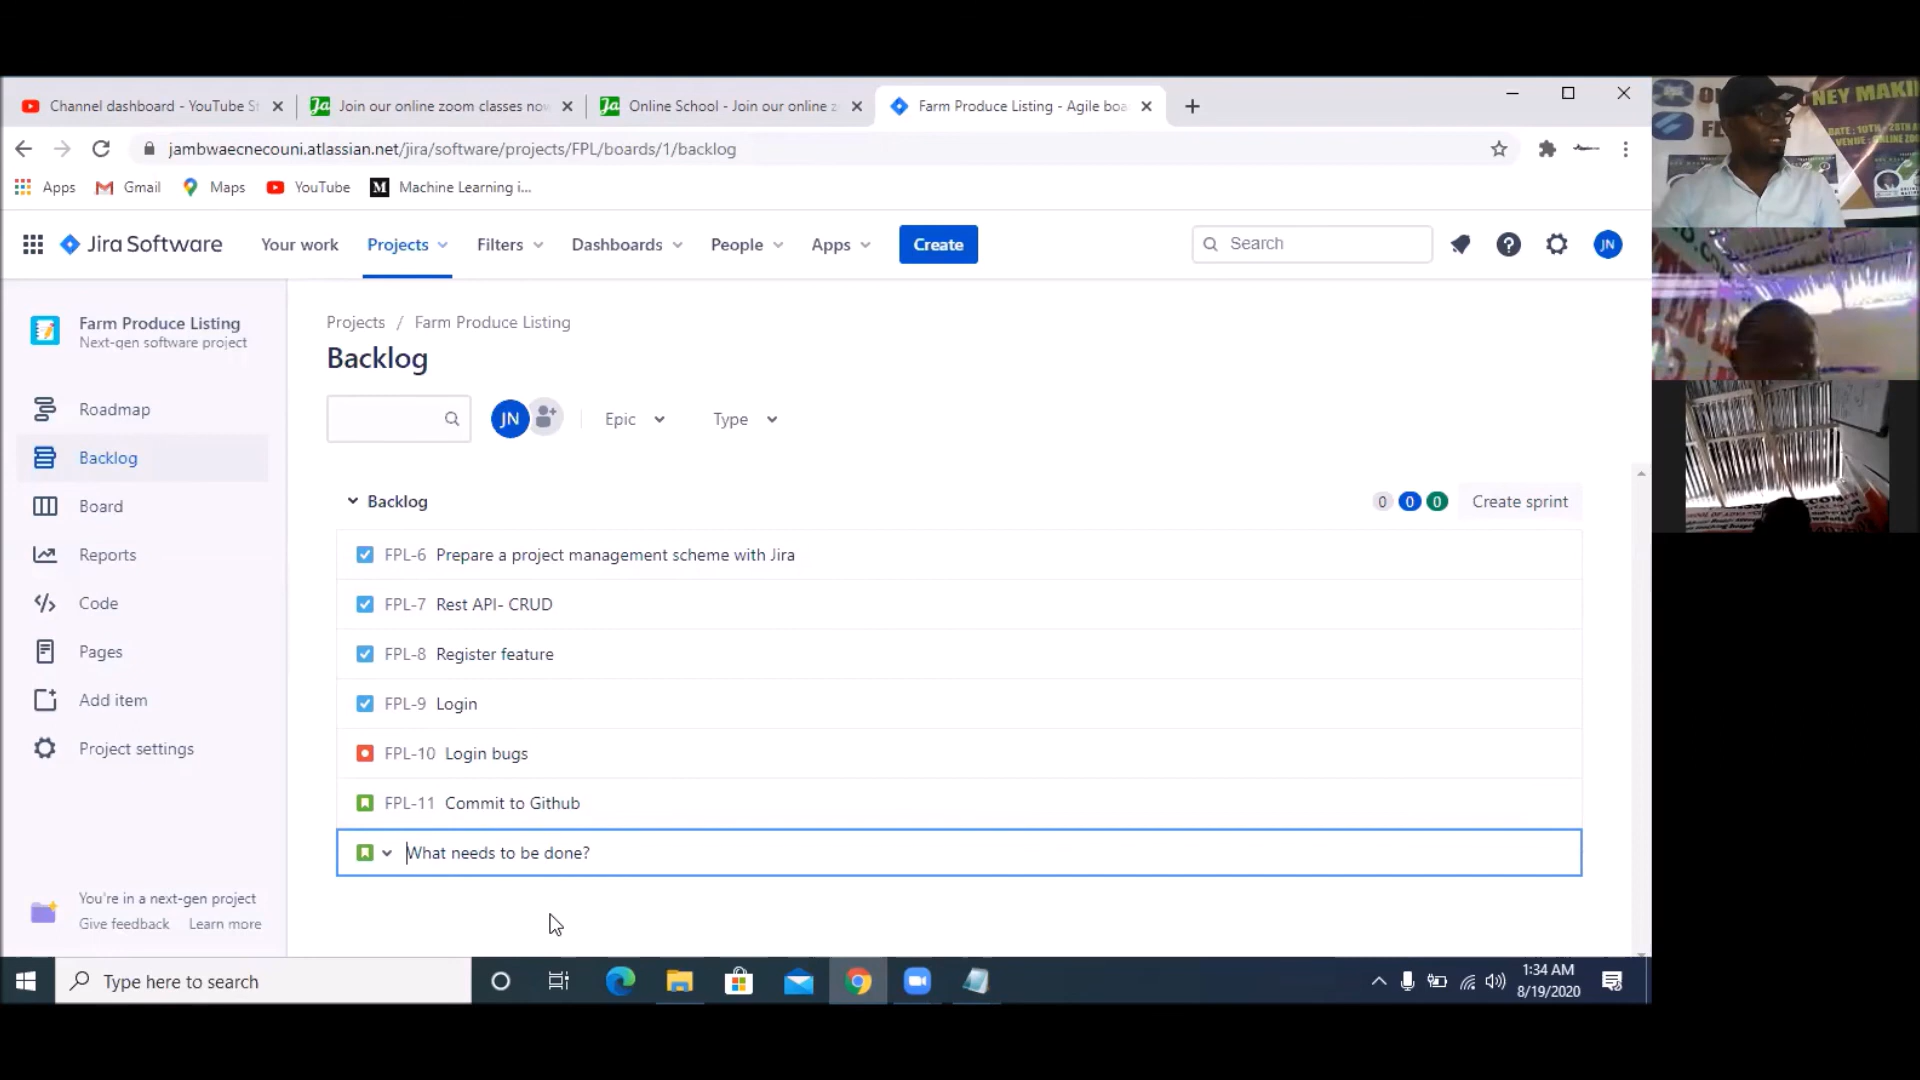 Channel dashboard - YouTube St
Join our online zoom classes nov
Online School - Join our online z
Farm Produce Listing - Agile boa
jambwaecnecouni.atlassian.net/jira/software/projects/FPL/boards/1/backlog
Apps
Gmail
Maps
YouTube
M
Machine Learning i...
Jira Software
Your work
Projects
Filters
Dashboards
People
Apps
Create
Search
JN
Farm Produce Listing
Next-gen software project
Roadmap
Backlog
Board
Reports
Code
Pages
Add item
Project settings
You're in a next-gen project
Give feedback
Learn more
Projects / Farm Produce Listing
Backlog
JN
Epic
Type
Backlog
0 0 0
Create sprint
FPL-6 Prepare a project management scheme with Jira
FPL-7 Rest API- CRUD
FPL-8 Register feature
FPL-9 Login
FPL-10 Login bugs
FPL-11 Commit to Github
What needs to be done?
Type here to search
1:34 AM
8/19/2020
NEY MAKI